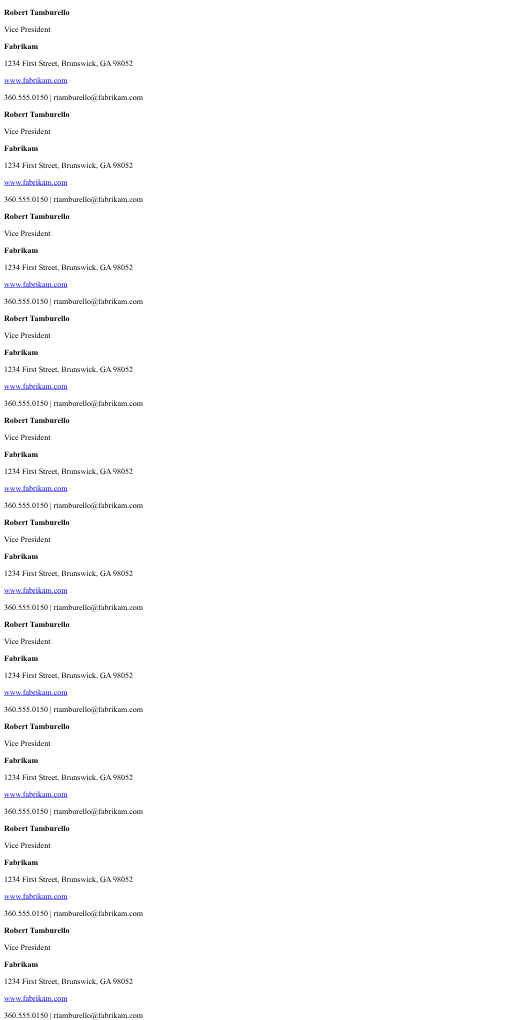 Robert Tamburello
Vice President
Fabrikam
1234 First Street, Brunswick, GA 98052
www.fabrikam.com
360.555.0150 | rtamburello@fabrikam.com
Robert Tamburello
Vice President
Fabrikam
1234 First Street, Brunswick, GA 98052
www.fabrikam.com
360.555.0150 | rtamburello@fabrikam.com
Robert Tamburello
Vice President
Fabrikam
1234 First Street, Brunswick, GA 98052
www.fabrikam.com
360.555.0150 | rtamburello@fabrikam.com
Robert Tamburello
Vice President
Fabrikam
1234 First Street, Brunswick, GA 98052
www.fabrikam.com
360.555.0150 | rtamburello@fabrikam.com
Robert Tamburello
Vice President
Fabrikam
1234 First Street, Brunswick, GA 98052
www.fabrikam.com
360.555.0150 | rtamburello@fabrikam.com
Robert Tamburello
Vice President
Fabrikam
1234 First Street, Brunswick, GA 98052
www.fabrikam.com
360.555.0150 | rtamburello@fabrikam.com
Robert Tamburello
Vice President
Fabrikam
1234 First Street, Brunswick, GA 98052
www.fabrikam.com
360.555.0150 | rtamburello@fabrikam.com
Robert Tamburello
Vice President
Fabrikam
1234 First Street, Brunswick, GA 98052
www.fabrikam.com
360.555.0150 | rtamburello@fabrikam.com
Robert Tamburello
Vice President
Fabrikam
1234 First Street, Brunswick, GA 98052
www.fabrikam.com
360.555.0150 | rtamburello@fabrikam.com
Robert Tamburello
Vice President
Fabrikam
1234 First Street, Brunswick, GA 98052
www.fabrikam.com
360.555.0150 | rtamburello@fabrikam.com